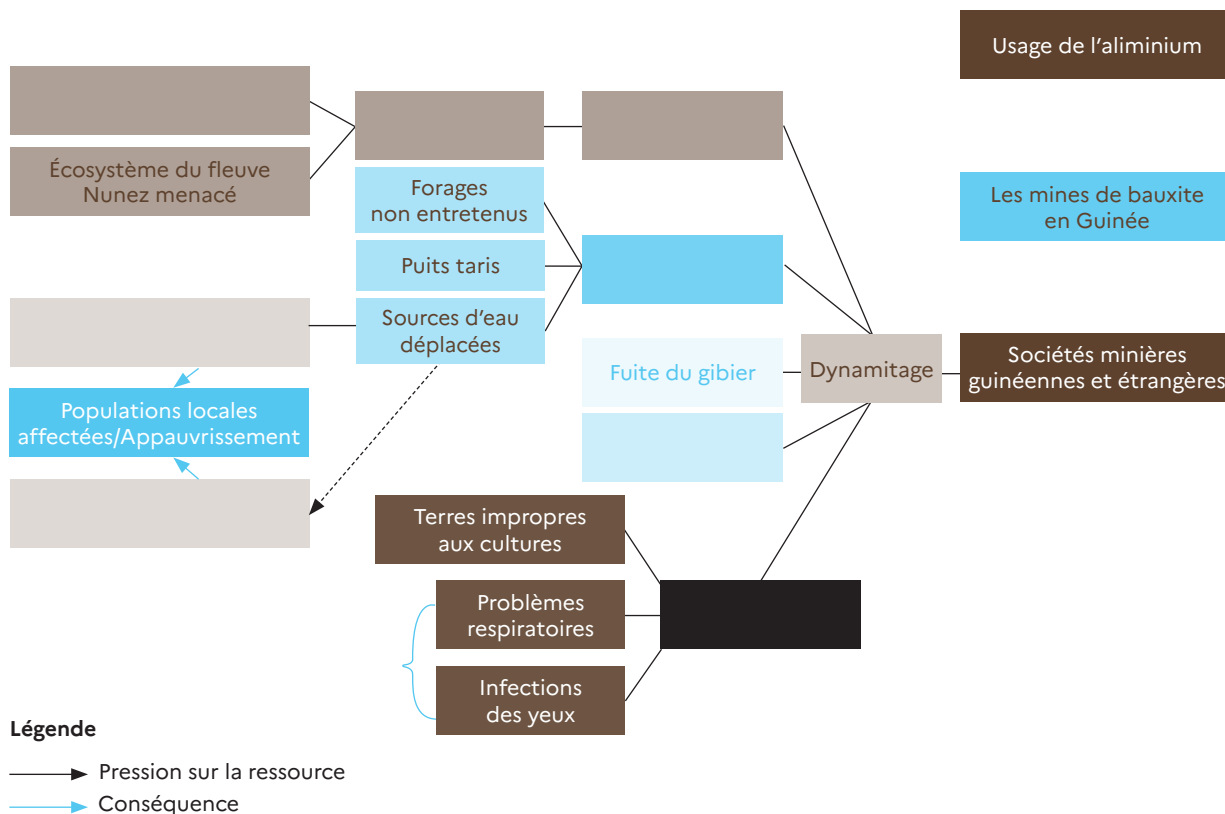 Usage de l’aliminium
Écosystème du fleuve
Nunez menacé
Forages
non entretenus
Les mines de bauxite
en Guinée
Puits taris
Sources d’eau
déplacées
Fuite du gibier
Dynamitage
Sociétés minières
guinéennes et étrangères
Populations locales
affectées/Appauvrissement
Terres impropres
aux cultures
Problèmes
respiratoires
Infections
des yeux
Légende
Pression sur la ressource
Conséquence